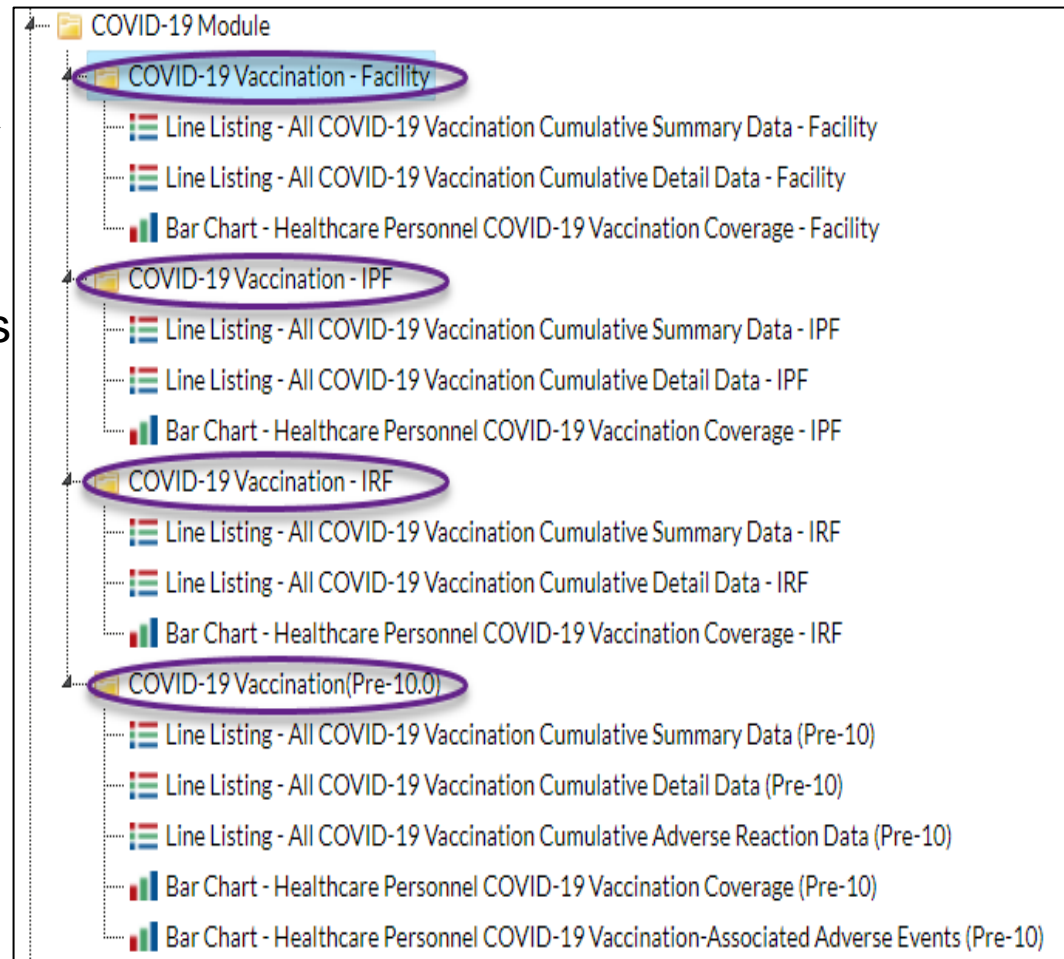 COVID-19 Module
COVID-19 Vaccination - Facility
Line Listing - All COVID-19 Vaccination Cumulative Summary Data - Facility
Line Listing - All COVID-19 Vaccination Cumulative Detail Data - Facility
Bar Chart - Healthcare Personnel COVID-19 Vaccination Coverage - Facility
COVID-19 Vaccination - IPF
Line Listing - All COVID-19 Vaccination Cumulative Summary Data - IPF
Line Listing - All COVID-19 Vaccination Cumulative Detail Data - IPF
Bar Chart - Healthcare Personnel COVID-19 Vaccination Coverage - IPF
COVID-19 Vaccination - IRF
Line Listing - All COVID-19 Vaccination Cumulative Summary Data - IRF
Line Listing - All COVID-19 Vaccination Cumulative Detail Data - IRF
Bar Chart - Healthcare Personnel COVID-19 Vaccination Coverage - IRF
COVID-19 Vaccination(Pre-10.0)
Line Listing - All COVID-19 Vaccination Cumulative Summary Data (Pre-10)
Line Listing - All COVID-19 Vaccination Cumulative Detail Data (Pre-10)
Line Listing - All COVID-19 Vaccination Cumulative Adverse Reaction Data (Pre-10)
Bar Chart - Healthcare Personnel COVID-19 Vaccination Coverage (Pre-10)
Bar Chart - Healthcare Personnel COVID-19 Vaccination-Associated Adverse Events (Pre-10)